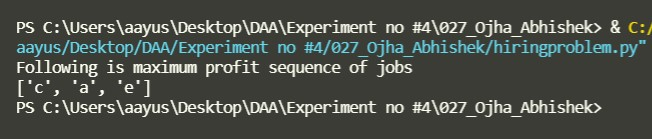 PS C:\Users\aayus\Desktop\DAA\Experiment no #4\027_Ojha_Abhishek> & C:/
aayus/Desktop/DAA/Experiment no #4/027_Ojha_Abhishek/hiringproblem.py"
Following is maximum profit sequence of jobs
['c', 'a', 'e']
PS C:\Users\aayus\Desktop\DAA\Experiment no #4\027_Ojha_Abhishek>